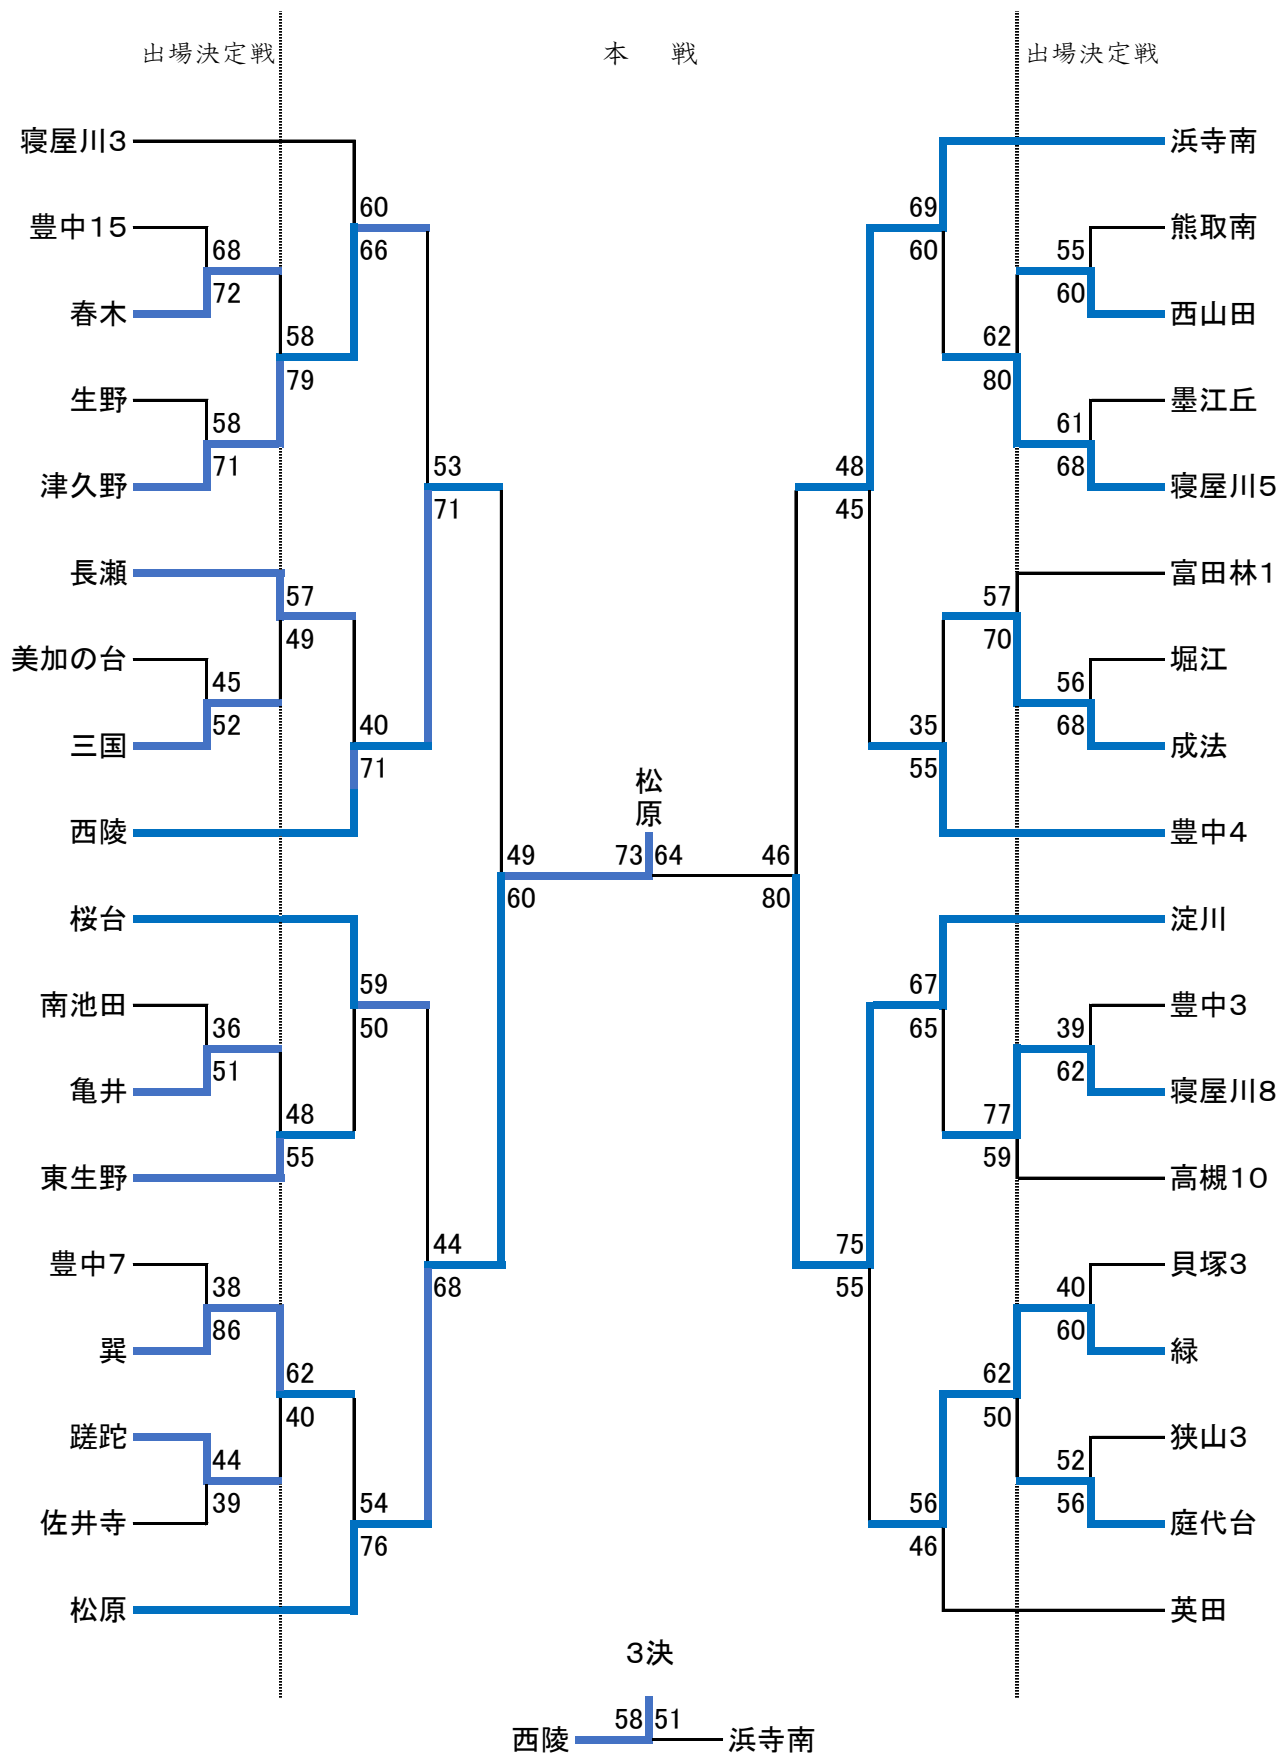 出場決定戦 本 戦 出場決定戦
寝屋川3 浜寺南
60 69
豊中15 熊取南
68 66 60 55
72 60
春木 西山田
58 62
79 80
生野 墨江丘
58 61
53 48
71 68
津久野 寝屋川5
71 45
長瀬 富田林1
57 57
49 70
美加の台 堀江
45 56
52 40 35 68
三国 成法
71 55
松
原
西陵 豊中4
49 73 64 46
60 80
桜台 淀川
59 67
南池田 豊中3
36 50 65 39
51 62
亀井 寝屋川8
48 77
55 59
東生野 高槻10
44 75
豊中7 貝塚3
38 68 55 40
86 60
巽 緑
62 62
40 50
蹉跎 狭山3
44 52
39 54 56 56
佐井寺 庭代台
76 46
松原 英田
3決
58 51
西陵 浜寺南